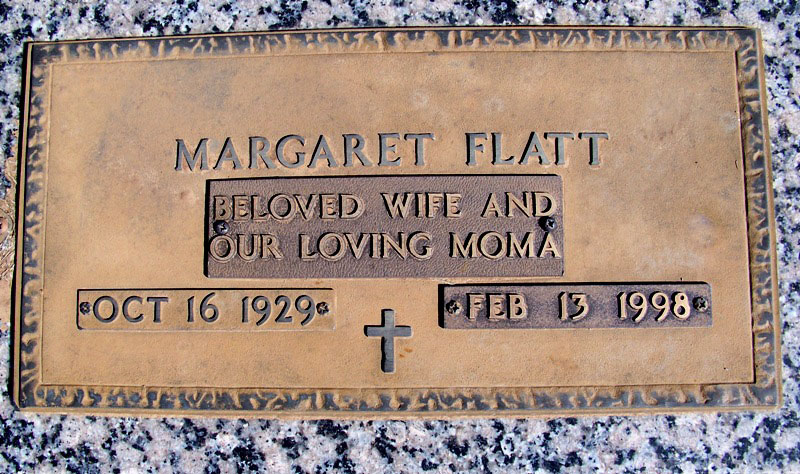 MARGARET FLATT
BELOVED WIFE AND
OUR LOVING MOMA
OCT 16 1929
FEB 13 1998